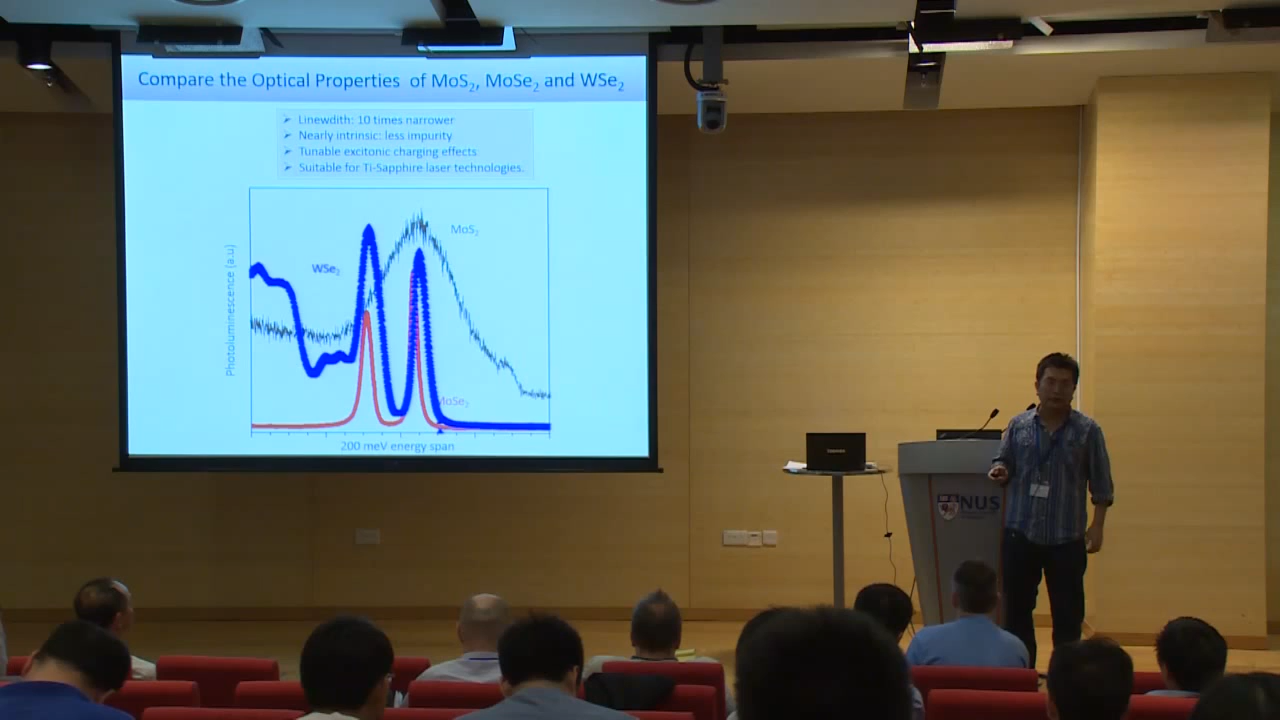 Compare the Optical Properties of MoS₂, MoSe₂ and WSe₂
➢ Linewdith: 10 times narrower
➢ Nearly intrinsic: less impurity
➢ Tunable excitonic charging effects
➢ Suitable for Ti-Sapphire laser technologies.
MoS₂
WSe₂
Photoluminescence (a.u)
MoSe₂
200 meV energy span
NUS